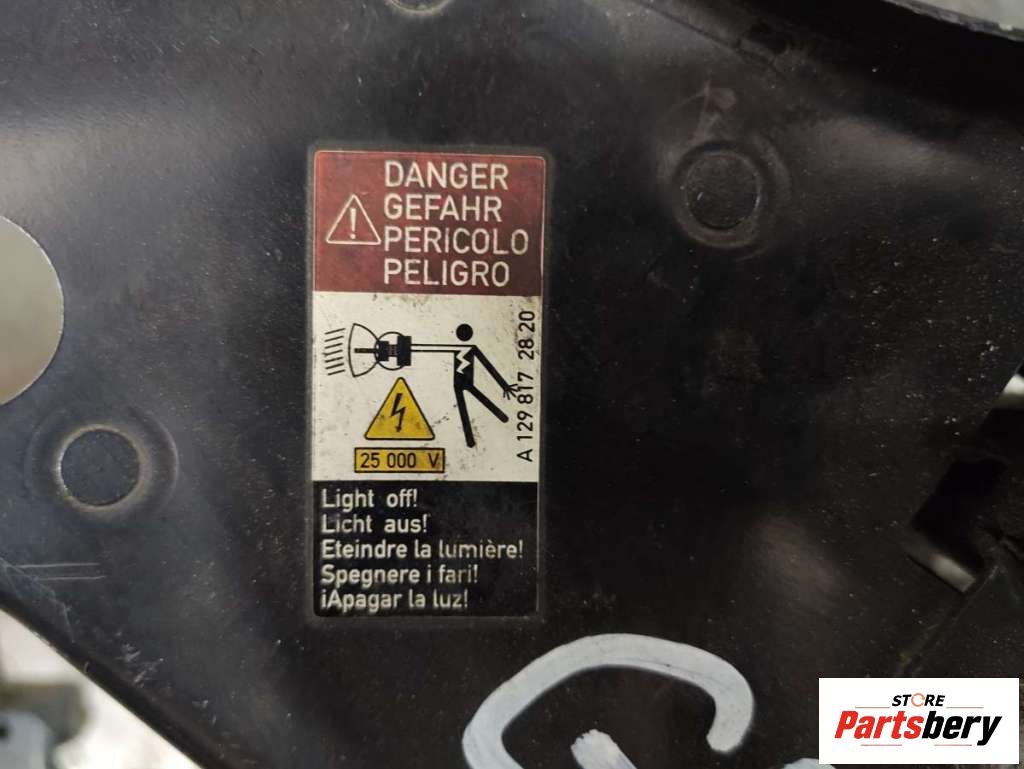 DANGER
GEFAHR
PERICOLO
PELIGRO
A 129 817 28 20
25 000 V
Light off!
Licht aus!
Eteindre la lumière!
Spegnere i fari!
¡Apagar la luz!
STORE
Partsbery